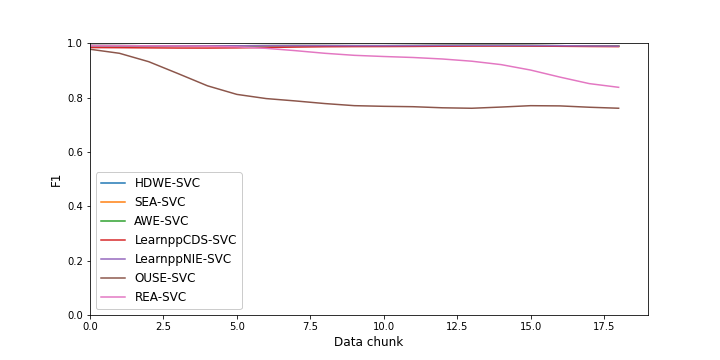 1.0
0.8
0.6
0.4
0.2
0.0
F1
HDWE-SVC
SEA-SVC
AWE-SVC
LearnppCDS-SVC
LearnppNIE-SVC
OUSE-SVC
REA-SVC
0.0 2.5 5.0 7.5 10.0 12.5 15.0 17.5
Data chunk